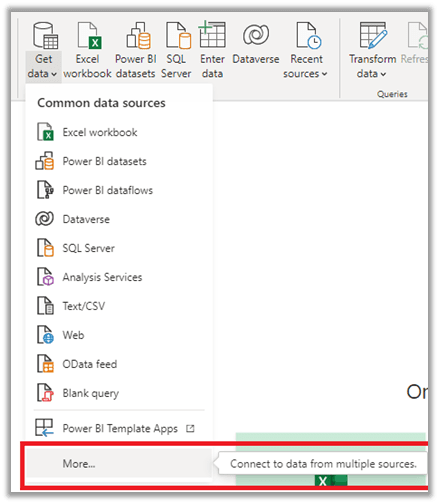 Get data
Excel workbook
Power BI datasets
SQL Server
Enter data
Dataverse
Recent sources
Transform data
Refres
Queries
Common data sources
Excel workbook
Power BI datasets
Power BI dataflows
Dataverse
SQL Server
Analysis Services
Text/CSV
Web
OData feed
Blank query
Power BI Template Apps
More...
Connect to data from multiple sources.